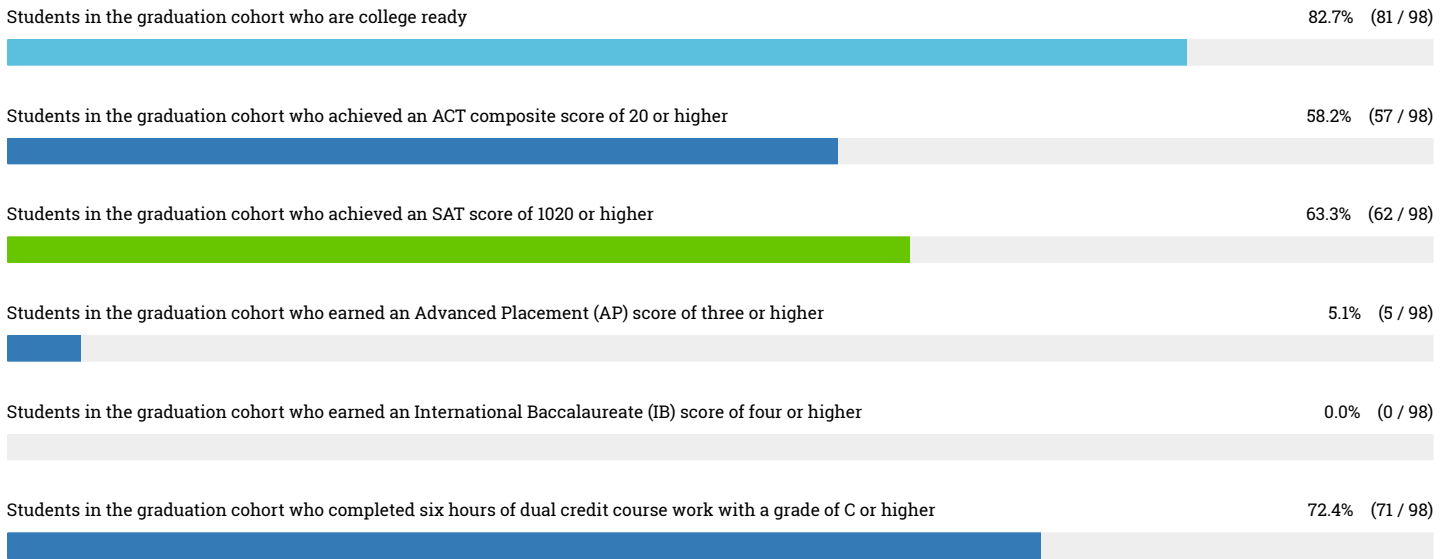 Students in the graduation cohort who are college ready 82.7% (81 / 98)
Students in the graduation cohort who achieved an ACT composite score of 20 or higher 58.2% (57 / 98)
Students in the graduation cohort who achieved an SAT score of 1020 or higher 63.3% (62 / 98)
Students in the graduation cohort who earned an Advanced Placement (AP) score of three or higher 5.1% (5 / 98)
Students in the graduation cohort who earned an International Baccalaureate (IB) score of four or higher 0.0% (0 / 98)
Students in the graduation cohort who completed six hours of dual credit course work with a grade of C or higher 72.4% (71 / 98)